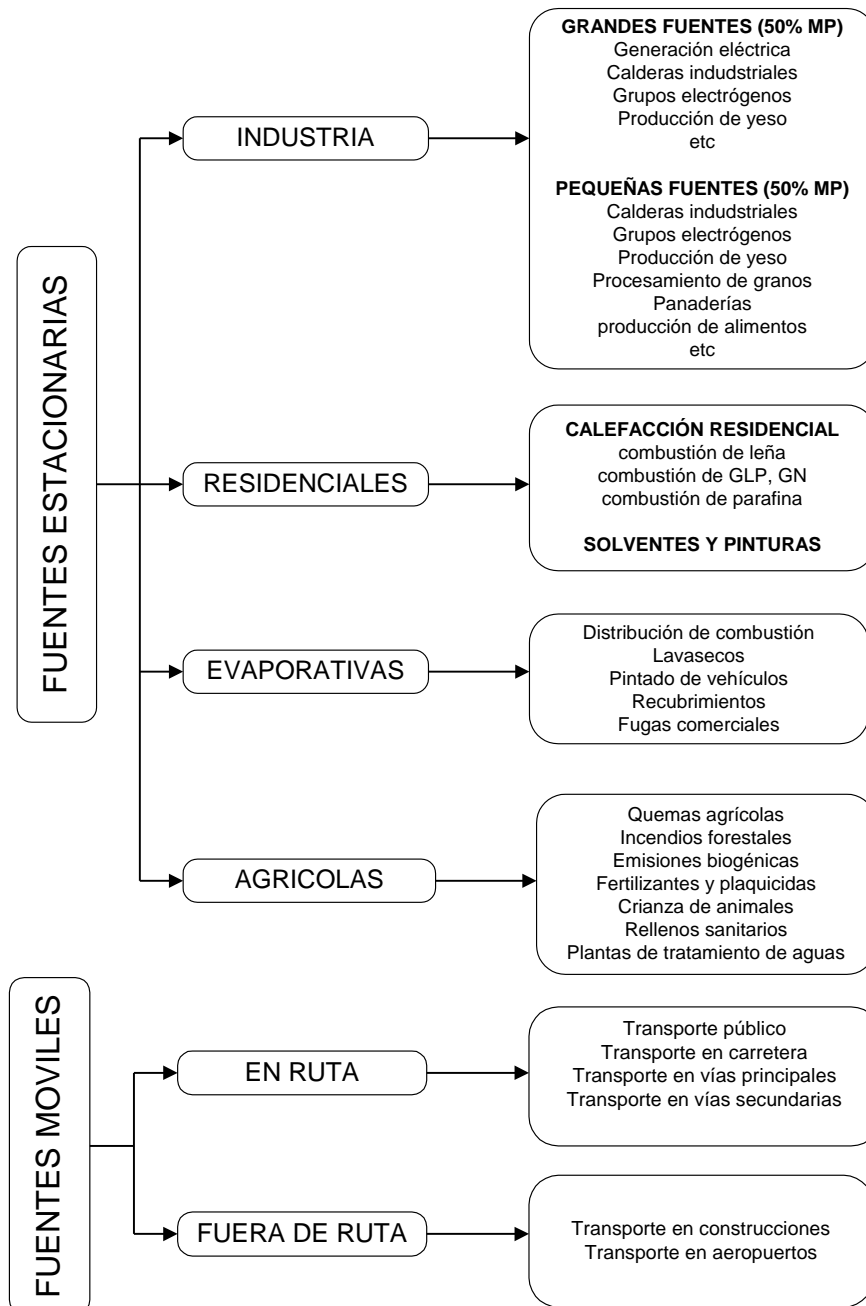 FUENTES ESTACIONARIAS
INDUSTRIA
GRANDES FUENTES (50% MP)
Generación eléctrica
Calderas indudstriales
Grupos electrógenos
Producción de yeso
etc
PEQUEÑAS FUENTES (50% MP)
Calderas indudstriales
Grupos electrógenos
Producción de yeso
Procesamiento de granos
Panaderías
producción de alimentos
etc
RESIDENCIALES
CALEFACCIÓN RESIDENCIAL
combustión de leña
combustión de GLP, GN
combustión de parafina
SOLVENTES Y PINTURAS
EVAPORATIVAS
Distribución de combustión
Lavasecos
Pintado de vehículos
Recubrimientos
Fugas comerciales
AGRICOLAS
Quemas agrícolas
Incendios forestales
Emisiones biogénicas
Fertilizantes y plaquicidas
Crianza de animales
Rellenos sanitarios
Plantas de tratamiento de aguas
FUENTES MOVILES
EN RUTA
Transporte público
Transporte en carretera
Transporte en vías principales
Transporte en vías secundarias
FUERA DE RUTA
Transporte en construcciones
Transporte en aeropuertos